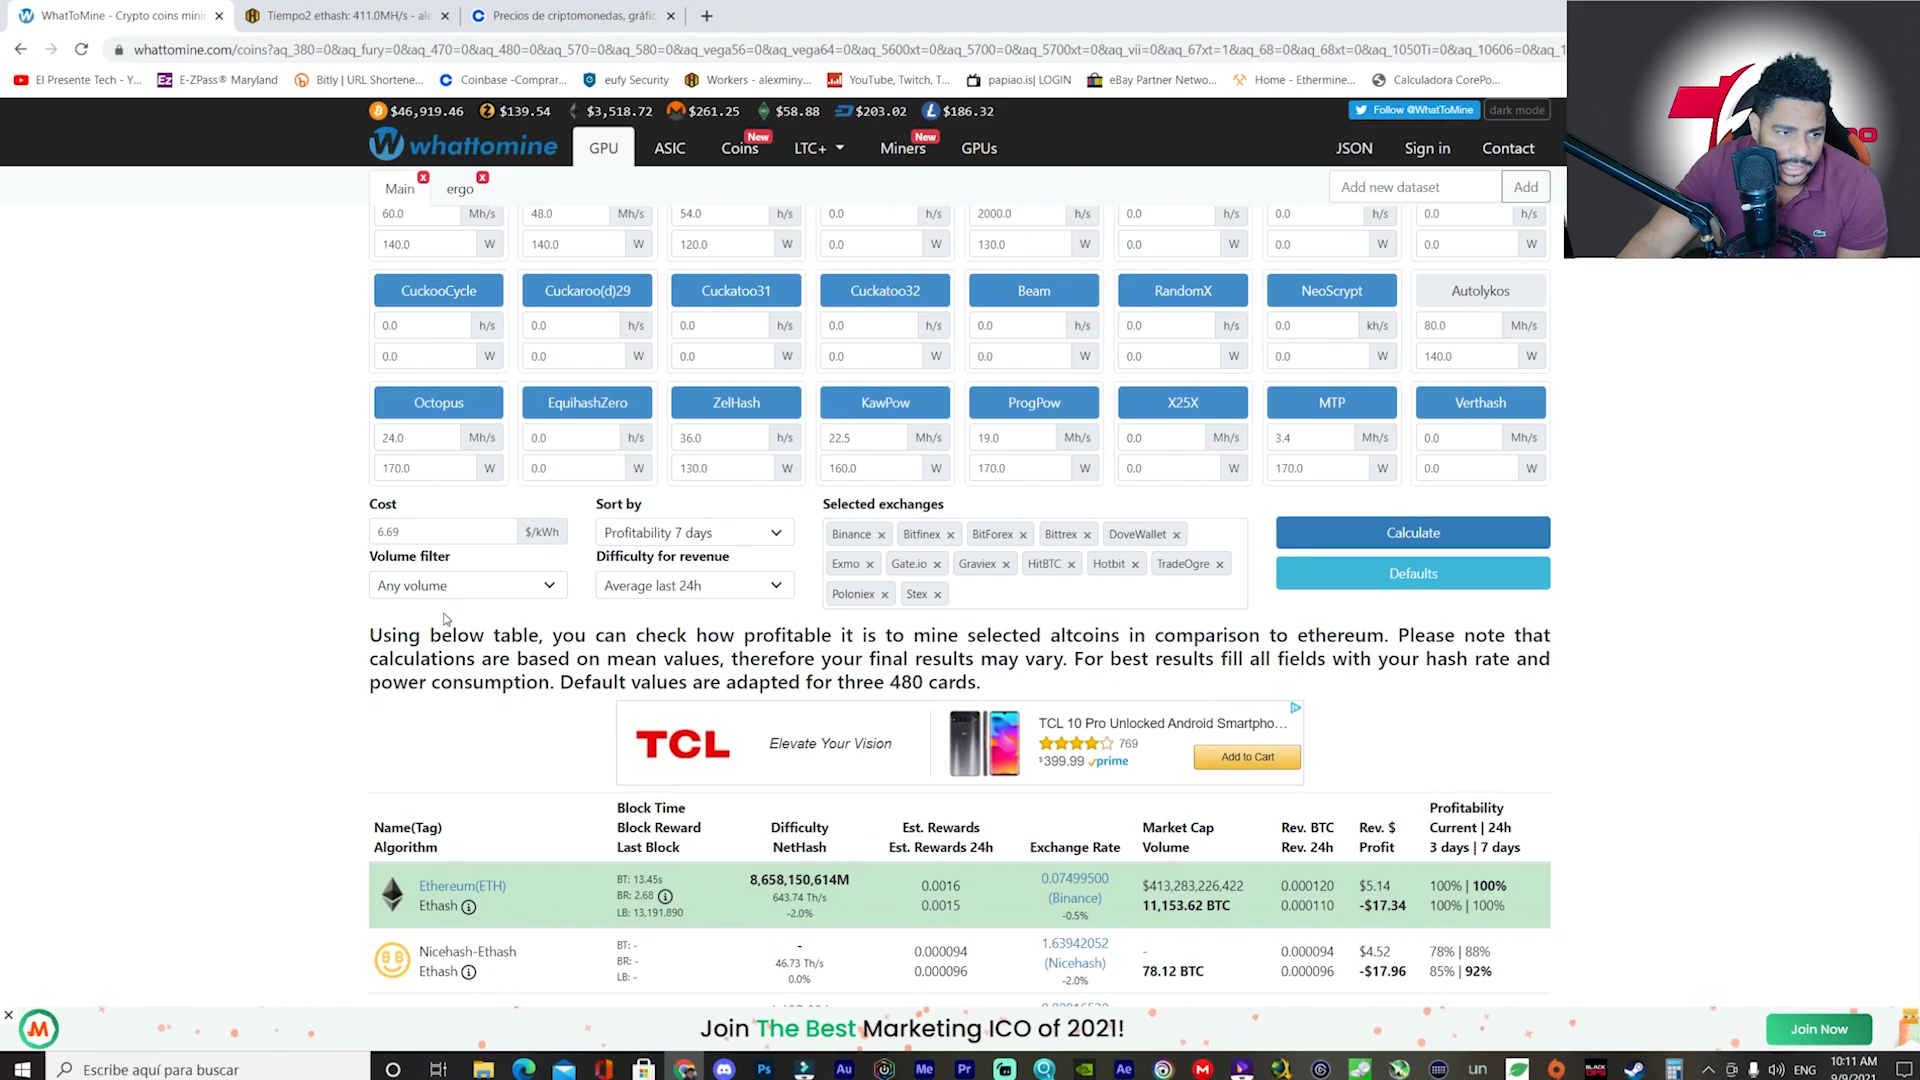 WhatToMine - Crypto coins mini
Tiempo2 ethash: 411.0MH/s - ale
Precios de criptomonedas, gráfic
whattomine.com/coins?aq_380=0&aq_fury=0&aq_470=0&aq_480=0&aq_570=0&aq_580=0&aq_vega56=0&aq_vega64=0&aq_5600xt=0&aq_5700=0&aq_5700xt=0&aq_vii=0&aq_67xt=1&aq_68=0&aq_68xt=0&aq_1050Ti=0&aq_10606=0&aq_1
El Presente Tech - Y...
E-ZPass® Maryland
Bitly | URL Shortene...
Coinbase -Comprar...
eufy Security
Workers - alexminy...
YouTube, Twitch, T...
papiao.is| LOGIN
eBay Partner Netwo...
Home - Ethermine...
Calculadora CorePo...
$46,919.46 $139.54 $3,518.72 $261.25 $58.88 $203.02 $186.32
Follow @WhatToMine dark mode
whattomine GPU ASIC Coins New LTC+ Miners New GPUs JSON Sign in Contact
Main x ergo x Add new dataset Add
60.0 Mh/s 48.0 Mh/s 54.0 h/s 0.0 h/s 2000.0 h/s 0.0 h/s 0.0 h/s 0.0 h/s
140.0 W 140.0 W 120.0 W 0.0 W 130.0 W 0.0 W 0.0 W 0.0 W
CuckooCycle Cuckaroo(d)29 Cuckatoo31 Cuckatoo32 Beam RandomX NeoScrypt Autolykos
0.0 h/s 0.0 h/s 0.0 h/s 0.0 h/s 0.0 h/s 0.0 h/s 0.0 kh/s 80.0 Mh/s
0.0 W 0.0 W 0.0 W 0.0 W 0.0 W 0.0 W 0.0 W 140.0 W
Octopus EquihashZero ZelHash KawPow ProgPow X25X MTP Verthash
24.0 Mh/s 0.0 h/s 36.0 h/s 22.5 Mh/s 19.0 Mh/s 0.0 Mh/s 3.4 Mh/s 0.0 Mh/s
170.0 W 0.0 W 130.0 W 160.0 W 170.0 W 0.0 W 170.0 W 0.0 W
Cost Sort by Selected exchanges
6.69 $/kWh Profitability 7 days Binance × Bitfinex × BitForex × Bittrex × DoveWallet × Calculate
Volume filter Difficulty for revenue Exmo × Gate.io × Graviex × HitBTC × Hotbit × TradeOgre × Defaults
Any volume Average last 24h Poloniex × Stex ×
Using below table, you can check how profitable it is to mine selected altcoins in comparison to ethereum. Please note that
calculations are based on mean values, therefore your final results may vary. For best results fill all fields with your hash rate and
power consumption. Default values are adapted for three 480 cards.
TCL Elevate Your Vision
TCL 10 Pro Unlocked Android Smartpho...
769
$399.99 prime
Add to Cart
Name(Tag) Block Time Difficulty Est. Rewards Exchange Rate Market Cap Rev. BTC Rev. $ Profitability
Algorithm Block Reward NetHash Est. Rewards 24h Volume Rev. 24h Profit Current | 24h
Last Block 3 days | 7 days
Ethereum(ETH) BT: 13.45s 8,658,150,614M 0.0016 0.07499500 $413,283,226,422 0.000120 $5.14 100% | 100%
Ethash BR: 2.68 643.74 Th/s 0.0015 (Binance) 11,153.62 BTC 0.000110 -$17.34 100% | 100%
LB: 13,191,890 -2.0% -0.5%
Nicehash-Ethash BT: - - 0.000094 1.63942052 - 0.000094 $4.52 78% | 88%
Ethash BR: - 46.73 Th/s 0.000096 (Nicehash) 78.12 BTC 0.000096 -$17.96 85% | 92%
LB: - 0.0% -2.0%
Join The Best Marketing ICO of 2021! Join Now
Escribe aquí para buscar
ENG
10:11 AM
9/9/2021